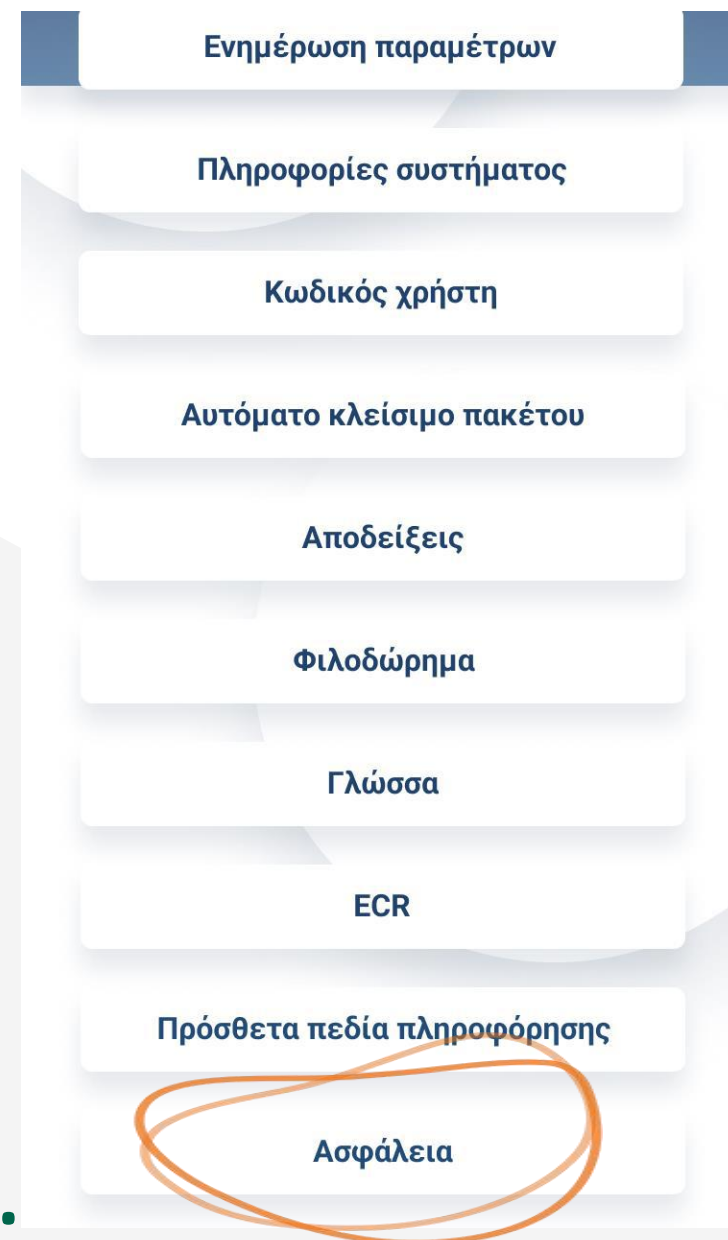 Ενημέρωση παραμέτρων
Πληροφορίες συστήματος
Κωδικός χρήστη
Αυτόματο κλείσιμο πακέτου
Αποδείξεις
Φιλοδώρημα
Γλώσσα
ECR
Πρόσθετα πεδία πληροφόρησης
Ασφάλεια